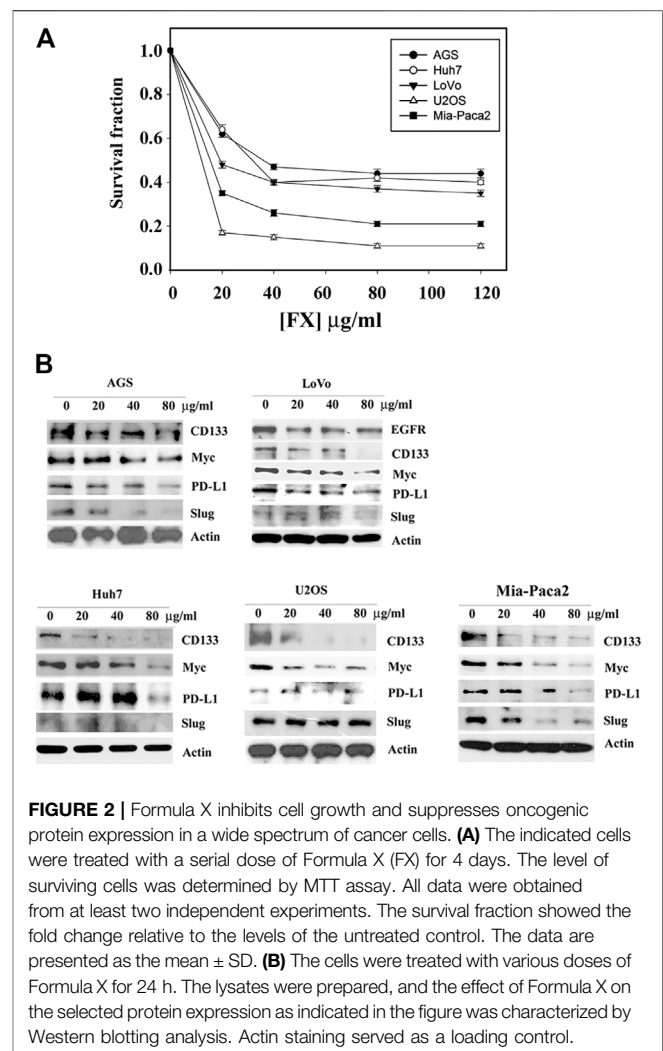 A
1.0
0.8
0.6
0.4
0.2
0.0
Survival fraction
AGS
Huh7
LoVo
U2OS
Mia-Paca2
0 20 40 60 80 100 120
[FX] μg/ml
B
AGS
0 20 40 80 μg/ml
CD133
Myc
PD-L1
Slug
Actin
LoVo
0 20 40 80 μg/ml
EGFR
CD133
Myc
PD-L1
Slug
Actin
Huh7
0 20 40 80 μg/ml
CD133
Myc
PD-L1
Slug
Actin
U2OS
0 20 40 80 μg/ml
CD133
Myc
PD-L1
Slug
Actin
Mia-Paca2
0 20 40 80 μg/ml
CD133
Myc
PD-L1
Slug
Actin
FIGURE 2 | Formula X inhibits cell growth and suppresses oncogenic
protein expression in a wide spectrum of cancer cells. (A) The indicated cells
were treated with a serial dose of Formula X (FX) for 4 days. The level of
surviving cells was determined by MTT assay. All data were obtained
from at least two independent experiments. The survival fraction showed the
fold change relative to the levels of the untreated control. The data are
presented as the mean ± SD. (B) The cells were treated with various doses of
Formula X for 24 h. The lysates were prepared, and the effect of Formula X on
the selected protein expression as indicated in the figure was characterized by
Western blotting analysis. Actin staining served as a loading control.